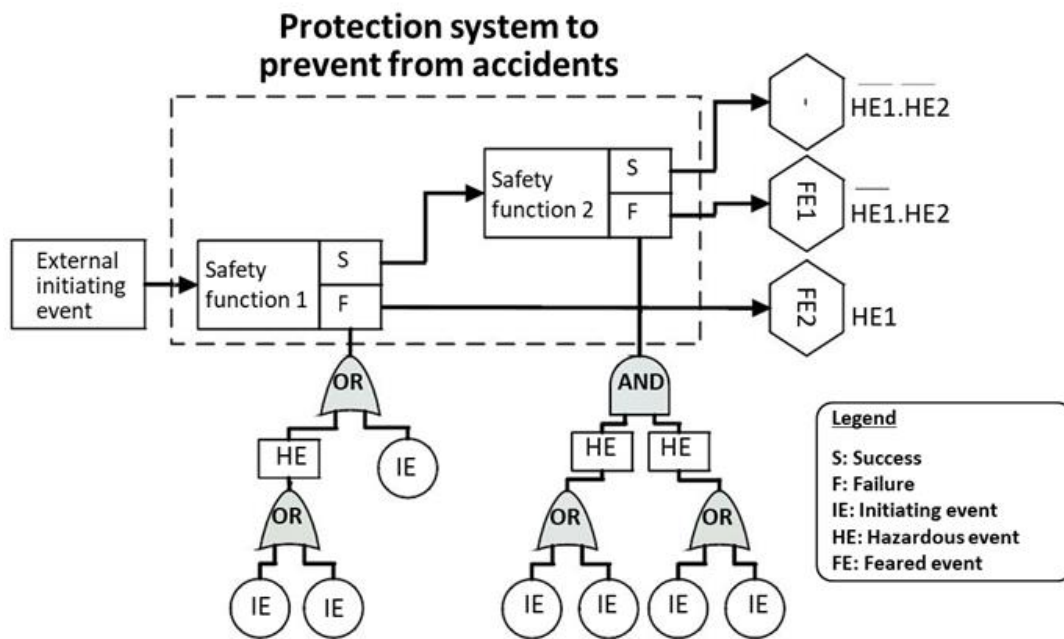 Protection system to
prevent from accidents
-
HE1.HE2
Safety
function 2
S
F
FE1
HE1.HE2
External
initiating
event
Safety
function 1
S
F
FE2
HE1
OR
AND
HE
IE
HE
HE
OR
OR
OR
IE
IE
IE
IE
IE
IE
Legend
S: Success
F: Failure
IE: Initiating event
HE: Hazardous event
FE: Feared event